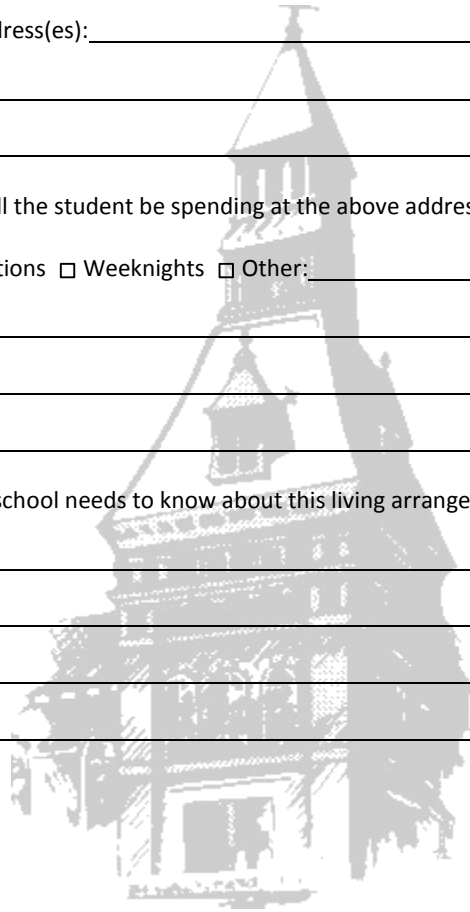 dress(es):
ll the student be spending at the above addres
tions □ Weeknights □ Other:
school needs to know about this living arrange